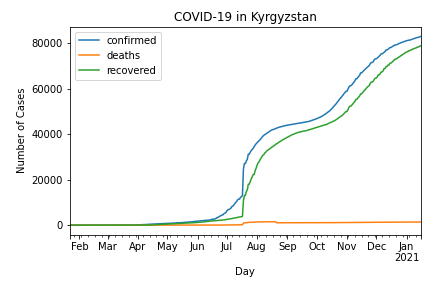 COVID-19 in Kyrgyzstan
confirmed
deaths
recovered
Number of Cases
80000
60000
40000
20000
0
Feb Mar Apr May Jun Jul Aug Sep Oct Nov Dec Jan
2021
Day